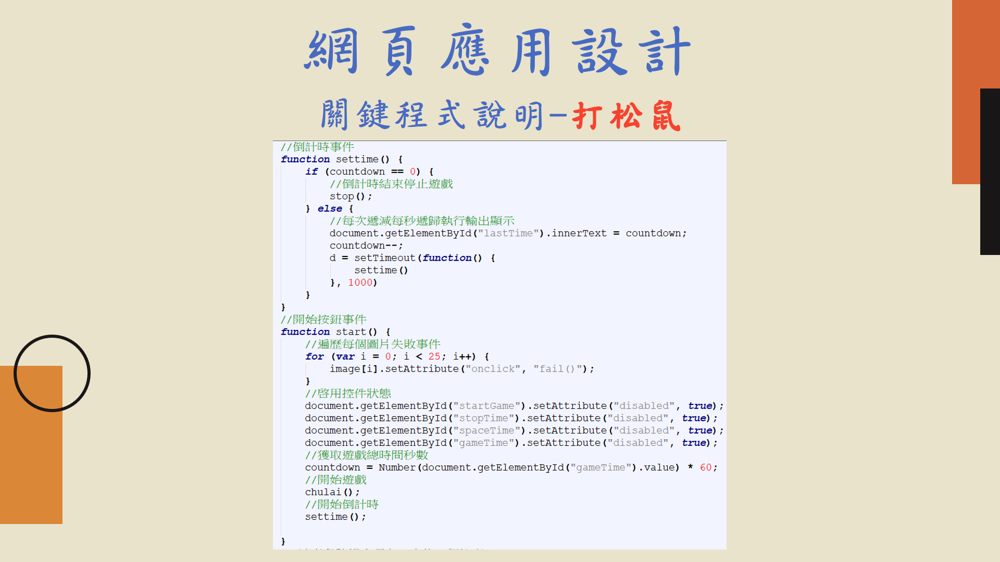 網頁應用設計
關鍵程式說明-打松鼠
//倒計時事件
function settime() {
    if (countdown == 0) {
        //倒計時結束停止遊戲
        stop();
    } else {
        //每次遞減每秒遞歸執行輸出顯示
        document.getElementById("lastTime").innerText = countdown;
        countdown--;
        d = setTimeout(function() {
            settime()
        }, 1000)
    }
}
//開始按鈕事件
function start() {
    //遍歷每個圖片失敗事件
    for (var i = 0; i < 25; i++) {
        image[i].setAttribute("onclick", "fail()");
    }
    //啓用控件狀態
    document.getElementById("startGame").setAttribute("disabled", true);
    document.getElementById("stopTime").setAttribute("disabled", true);
    document.getElementById("spaceTime").setAttribute("disabled", true);
    document.getElementById("gameTime").setAttribute("disabled", true);
    //獲取遊戲總時間秒數
    countdown = Number(document.getElementById("gameTime").value) * 60;
    //開始遊戲
    chulai();
    //開始倒計時
    settime();
}